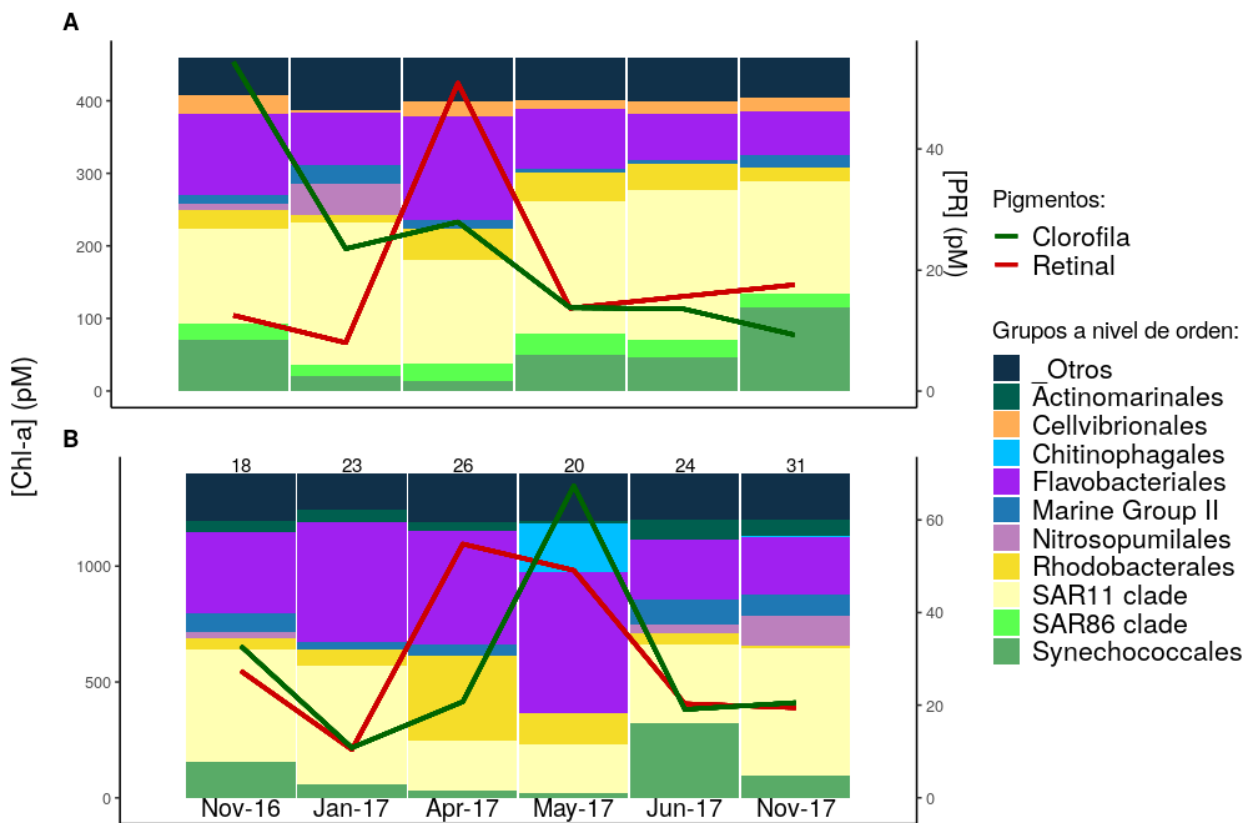 A
400
300
200
100
0
40
20
0
[Chl-a] (pM)
[PR] (pM)
B
18 23 26 20 24 31
1000
500
0
60
40
20
0
Nov-16 Jan-17 Apr-17 May-17 Jun-17 Nov-17
Pigmentos:
Clorofila
Retinal
Grupos a nivel de orden:
_Otros
Actinomarinales
Cellvibrionales
Chitinophagales
Flavobacteriales
Marine Group II
Nitrosopumilales
Rhodobacterales
SAR11 clade
SAR86 clade
Synechococcales